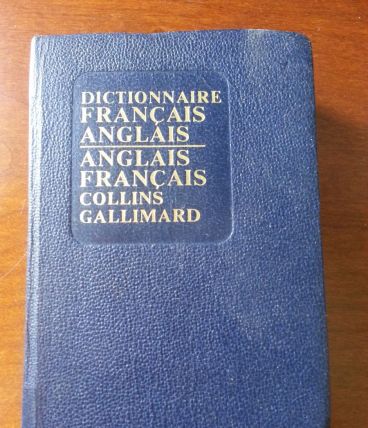 DICTIONNAIRE
FRANÇAIS
ANGLAIS
ANGLAIS
FRANÇAIS
COLLINS
GALLIMARD